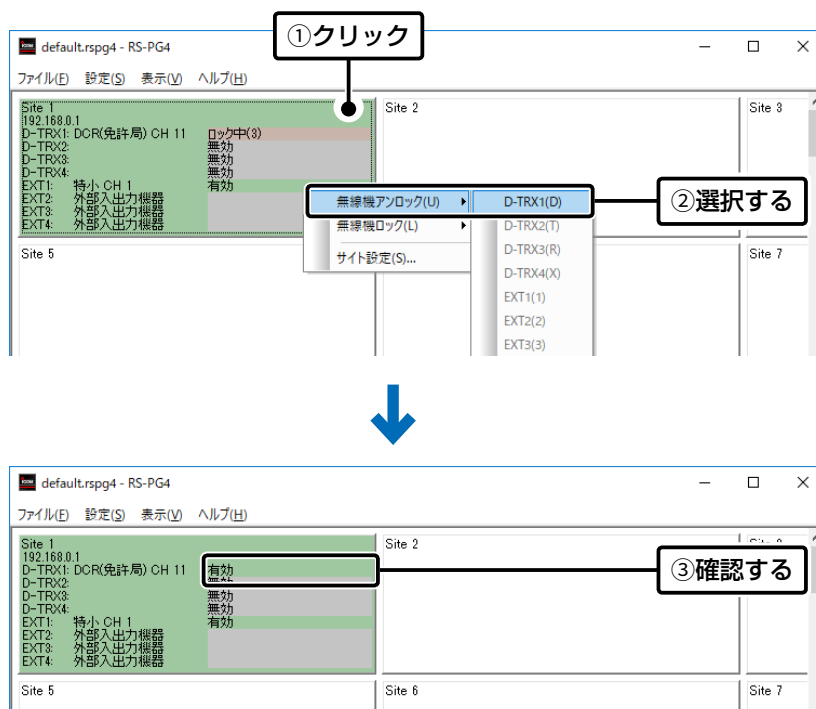 ①クリック
icom default.rspg4 - RS-PG4
ファイル(F) 設定(S) 表示(V) ヘルプ(H)
Site 1
192.168.0.1
D-TRX1: DCR(免許局) CH 11 ロック中(3)
D-TRX2: 無効
D-TRX3: 無効
D-TRX4: 無効
EXT1: 特小 CH 1 有効
EXT2: 外部入出力機器
EXT3: 外部入出力機器
EXT4: 外部入出力機器
Site 2
Site 3
無線機アンロック(U)
無線機ロック(L)
サイト設定(S)...
D-TRX1(D)
D-TRX2(T)
D-TRX3(R)
D-TRX4(X)
EXT1(1)
EXT2(2)
EXT3(3)
②選択する
Site 5
Site 7
icom default.rspg4 - RS-PG4
ファイル(F) 設定(S) 表示(V) ヘルプ(H)
Site 1
192.168.0.1
D-TRX1: DCR(免許局) CH 11 有効
D-TRX2:
D-TRX3: 無効
D-TRX4: 無効
EXT1: 特小 CH 1 有効
EXT2: 外部入出力機器
EXT3: 外部入出力機器
EXT4: 外部入出力機器
Site 2
③確認する
Site 5
Site 6
Site 7